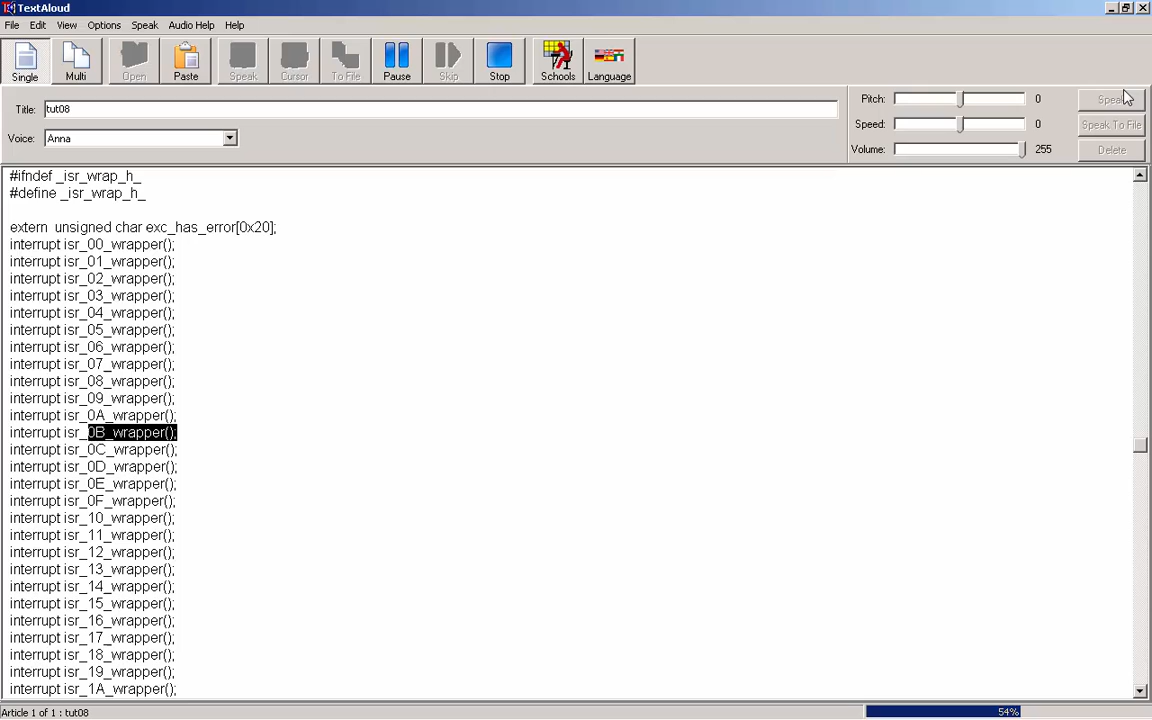 TextAloud
File Edit View Options Speak Audio Help Help
Single Multi Open Paste Speak Cursor To File Pause Skip Stop Schools Language
Title: tut08
Voice: Anna
Pitch: 0 Speak
Speed: 0 Speak To File
Volume: 255 Delete
#ifndef _isr_wrap_h_
#define _isr_wrap_h_
extern  unsigned char exc_has_error[0x20];
interrupt isr_00_wrapper();
interrupt isr_01_wrapper();
interrupt isr_02_wrapper();
interrupt isr_03_wrapper();
interrupt isr_04_wrapper();
interrupt isr_05_wrapper();
interrupt isr_06_wrapper();
interrupt isr_07_wrapper();
interrupt isr_08_wrapper();
interrupt isr_09_wrapper();
interrupt isr_0A_wrapper();
interrupt isr_0B_wrapper();
interrupt isr_0C_wrapper();
interrupt isr_0D_wrapper();
interrupt isr_0E_wrapper();
interrupt isr_0F_wrapper();
interrupt isr_10_wrapper();
interrupt isr_11_wrapper();
interrupt isr_12_wrapper();
interrupt isr_13_wrapper();
interrupt isr_14_wrapper();
interrupt isr_15_wrapper();
interrupt isr_16_wrapper();
interrupt isr_17_wrapper();
interrupt isr_18_wrapper();
interrupt isr_19_wrapper();
interrupt isr_1A_wrapper();
Article 1 of 1 : tut08 54%